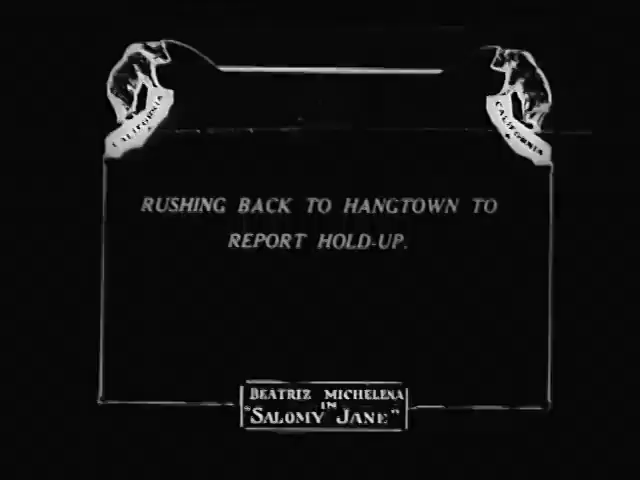 CALIFORNIA
CALIFORNIA
RUSHING BACK TO HANGTOWN TO
REPORT HOLD-UP.
BEATRIZ MICHELENA
IN
"SALOMY JANE"